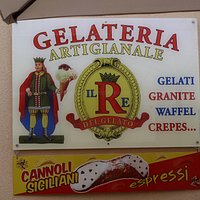 GELATERIA
ARTIGIANALE
IL R RE
DEL GELATO
GELATI
GRANITE
WAFFEL
CREPES...
CANNOLI
SICILIANI
espressi